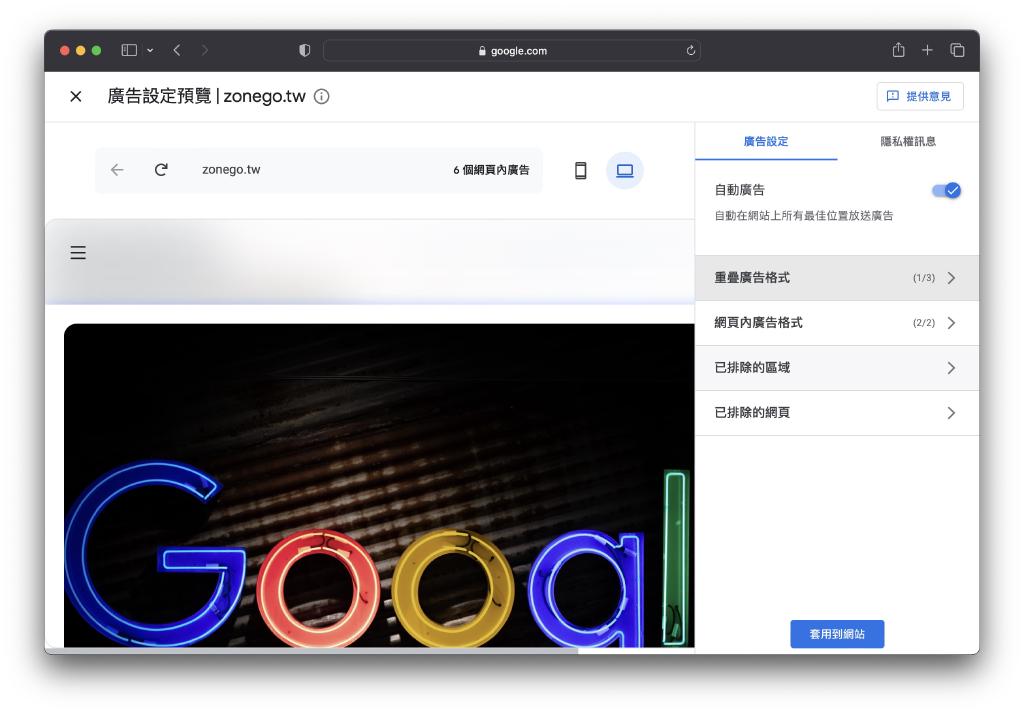 google.com
廣告設定預覽 | zonego.tw
提供意見
zonego.tw
6 個網頁內廣告
廣告設定
隱私權訊息
自動廣告
自動在網站上所有最佳位置放送廣告
重疊廣告格式 (1/3)
網頁內廣告格式 (2/2)
已排除的區域
已排除的網頁
Googl
套用到網站